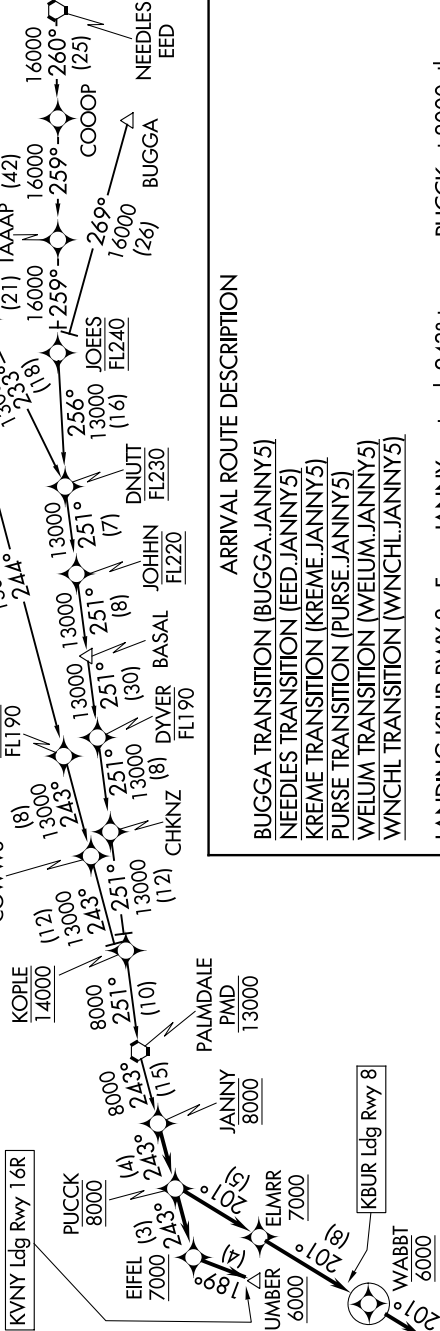 16000
260°
(25)
NEEDLES
EED
COOOP
(42)
16000
259°
BUGGA
TAAAP
(21)
16000
259°
269°
16000
(26)
JOEES
FL240
233°
(18)
256°
13000
(16)
DNUTT
FL230
244°
13000
251°
(7)
JOHHN
FL220
13000
251°
(8)
BASAL
13000
251°
(30)
DYVER
FL190
FL190
251°
13000
(8)
(8)
13000
243°
CHKNZ
(12)
13000
243°
251°
13000
(12)
KOPLE
14000
8000
251°
(10)
PALMDALE
PMD
13000
8000
243°
(15)
JANNY
8000
(4)
243°
PUCCK
8000
(3)
243°
EIFEL
7000
KVNY Ldg Rwy 16R
189°
(4)
UMBER
6000
201°
(5)
ELMRR
7000
201°
(8)
KBUR Ldg Rwy 8
WABBT
6000
201°
ARRIVAL ROUTE DESCRIPTION
BUGGA TRANSITION (BUGGA.JANNY5)
NEEDLES TRANSITION (EED.JANNY5)
KREME TRANSITION (KREME.JANNY5)
PURSE TRANSITION (PURSE.JANNY5)
WELUM TRANSITION (WELUM.JANNY5)
WNCHL TRANSITION (WNCHL.JANNY5)